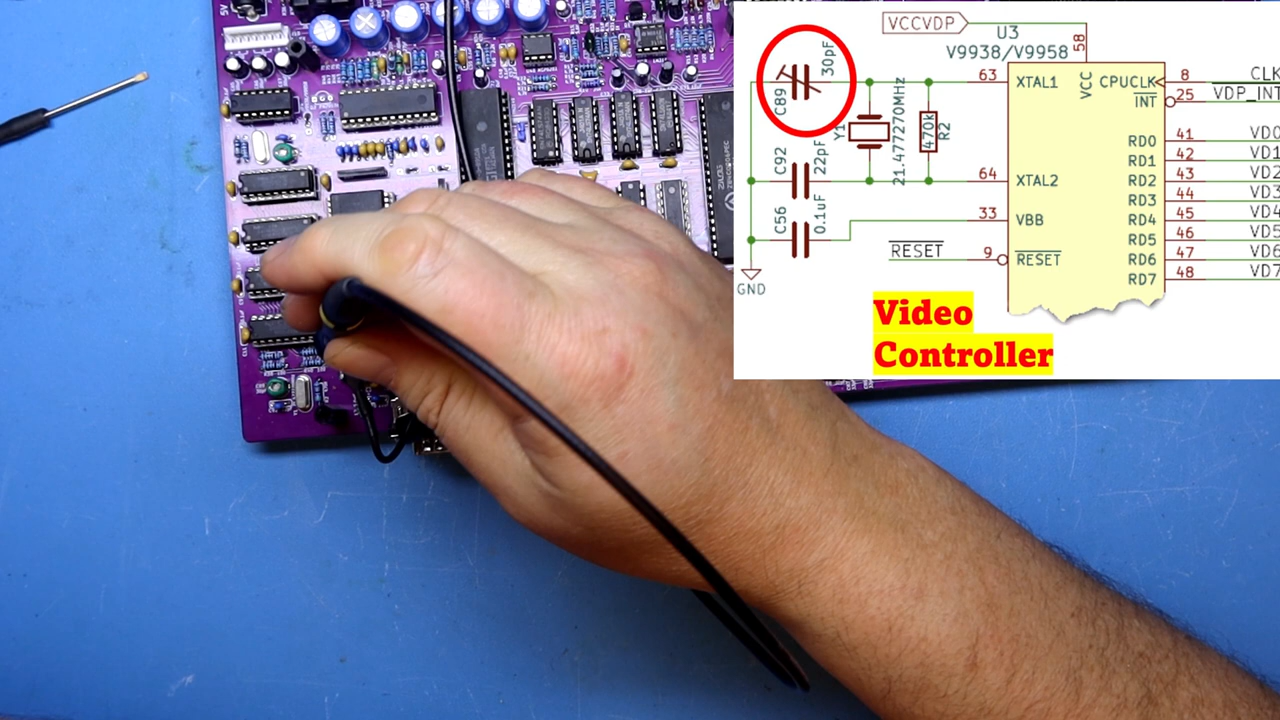 VCCVDP
U3
V9938/V9958
58
30pF
C89
63
XTAL1
VCC
CPUCLK
8
CLK
INT
25
VDP_INT
Y1
21.477270MHz
470k
R2
RD0
41
VD0
RD1
42
VD1
C92
22pF
64
XTAL2
RD2
43
VD2
RD3
44
VD3
C56
0.1uF
33
VBB
RD4
45
VD4
RD5
46
VD5
RESET
9
RESET
RD6
47
VD6
RD7
48
VD7
GND
Video
Controller
ZiLOG